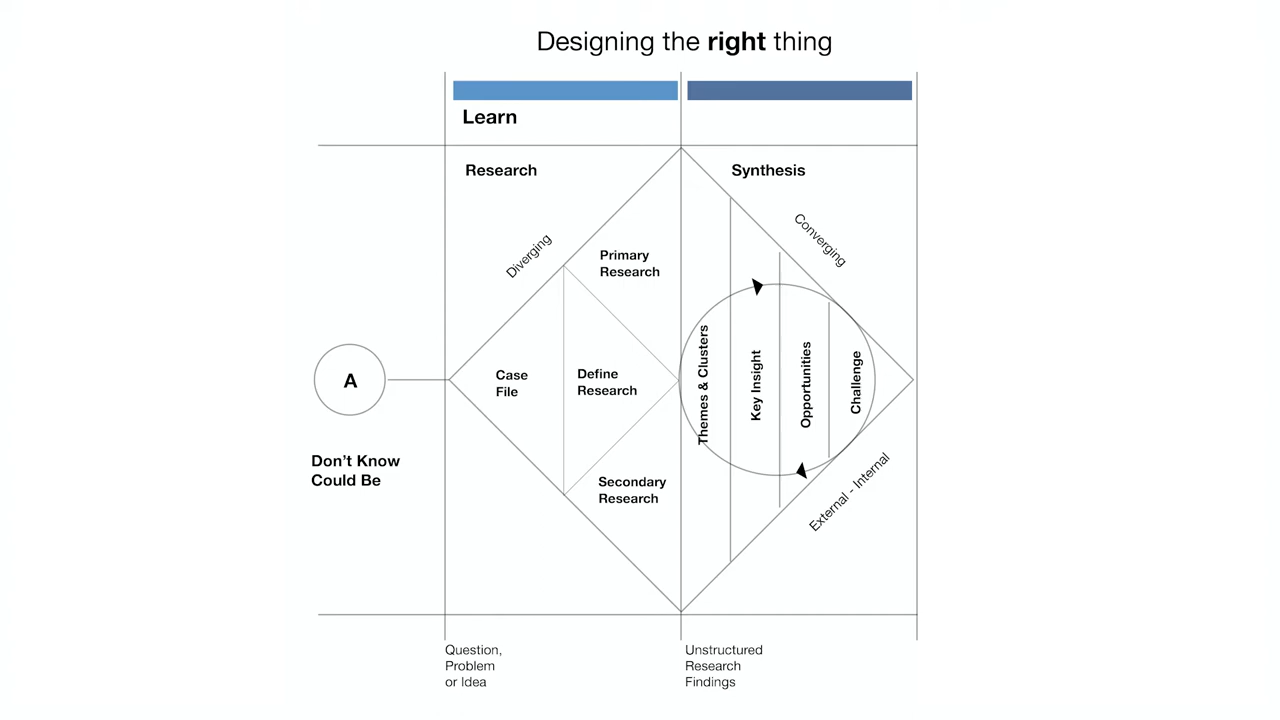 Designing the right thing
Learn
Research
Synthesis
Diverging
Converging
Primary
Research
Case
File
Define
Research
Secondary
Research
Themes & Clusters
Key Insight
Opportunities
Challenge
External - Internal
A
Don't Know
Could Be
Question,
Problem
or Idea
Unstructured
Research
Findings